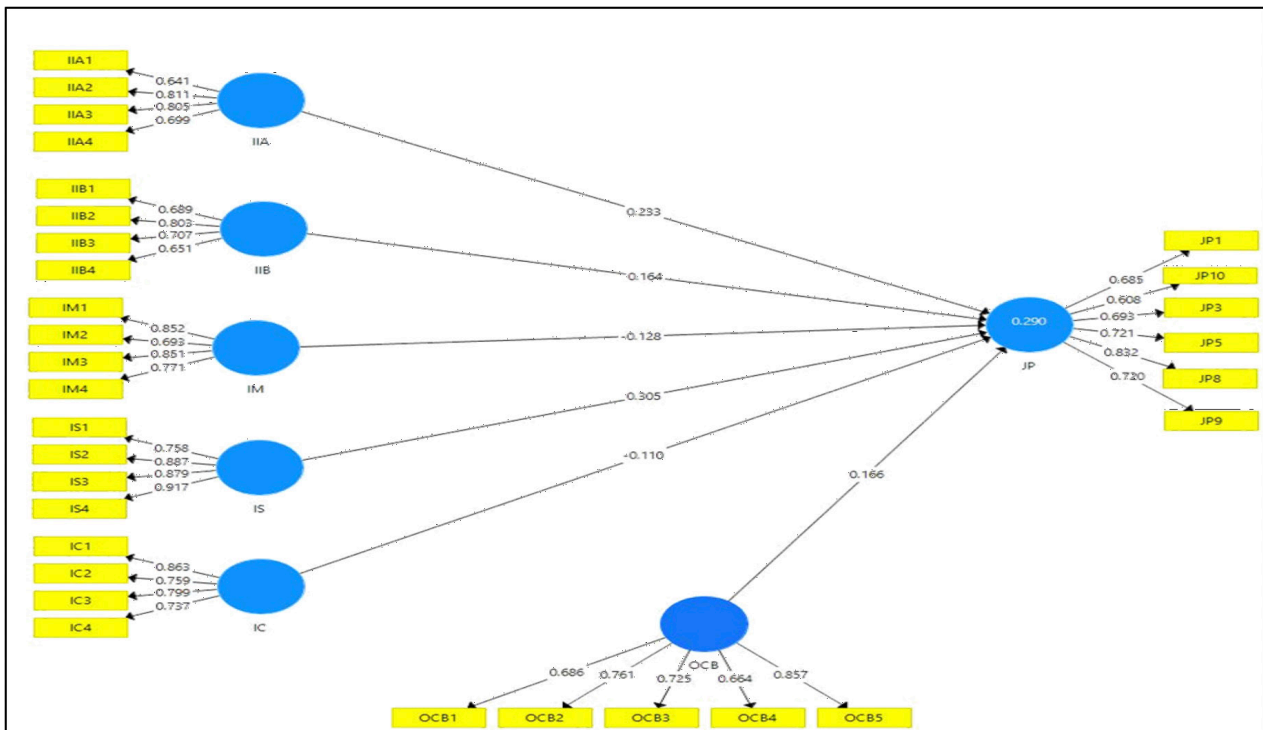 IIA1
IIA2
IIA3
IIA4
0.641
0.811
0.805
0.699
IIA
IIB1
IIB2
IIB3
IIB4
0.689
0.803
0.707
0.651
IIB
IM1
IM2
IM3
IM4
0.852
0.693
0.851
0.771
IM
IS1
IS2
IS3
IS4
0.758
0.887
0.879
0.917
IS
IC1
IC2
IC3
IC4
0.863
0.759
0.799
0.737
IC
0.233
0.164
-0.128
0.305
-0.110
0.166
0.290
JP
0.685
0.608
0.693
0.721
0.832
0.720
JP1
JP10
JP3
JP5
JP8
JP9
OCB
0.686
0.761
0.725
0.664
0.857
OCB1
OCB2
OCB3
OCB4
OCB5